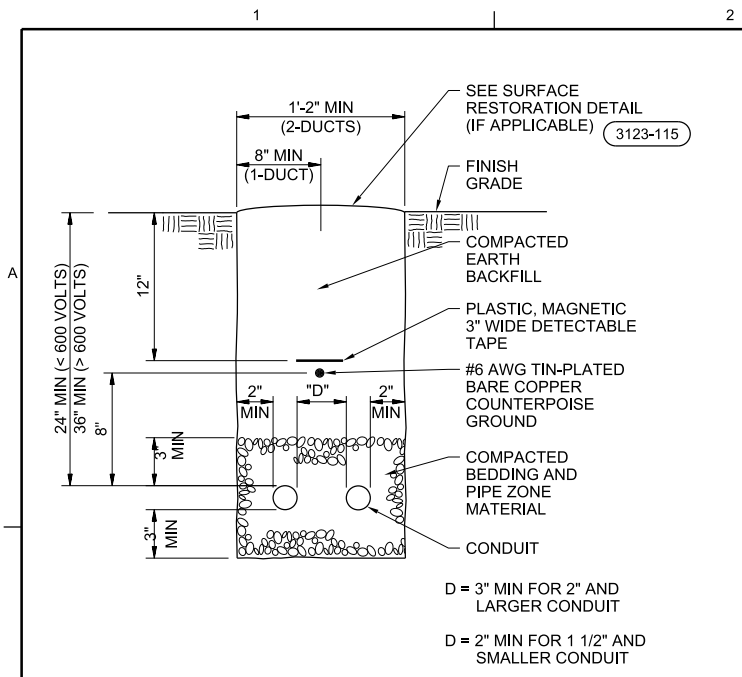 1
2
A
1'-2" MIN
(2-DUCTS)
8" MIN
(1-DUCT)
SEE SURFACE
RESTORATION DETAIL
(IF APPLICABLE)
3123-115
FINISH
GRADE
COMPACTED
EARTH
BACKFILL
PLASTIC, MAGNETIC
3" WIDE DETECTABLE
TAPE
#6 AWG TIN-PLATED
BARE COPPER
COUNTERPOISE
GROUND
COMPACTED
BEDDING AND
PIPE ZONE
MATERIAL
CONDUIT
24" MIN (< 600 VOLTS)
36" MIN (> 600 VOLTS)
12"
8"
2"
MIN
"D"
2"
MIN
3"
MIN
3"
MIN
D = 3" MIN FOR 2" AND
LARGER CONDUIT
D = 2" MIN FOR 1 1/2" AND
SMALLER CONDUIT